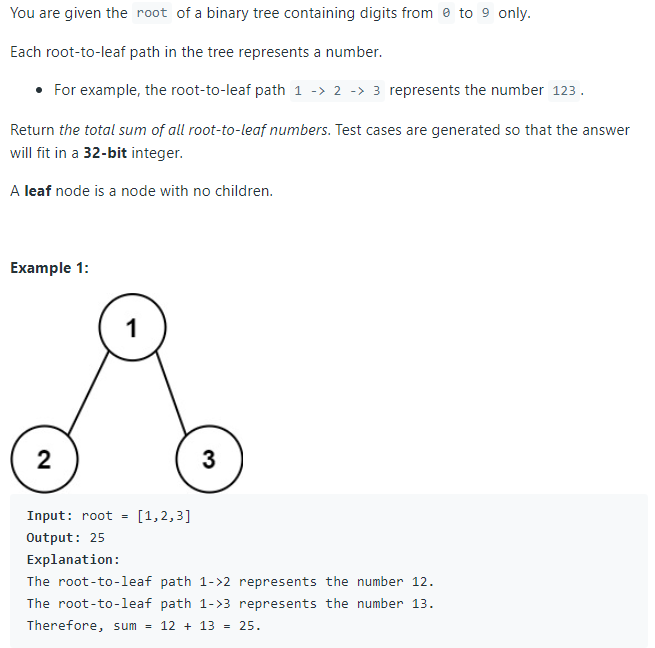 You are given the root of a binary tree containing digits from 0 to 9 only.
Each root-to-leaf path in the tree represents a number.
• For example, the root-to-leaf path 1 -> 2 -> 3 represents the number 123.
Return the total sum of all root-to-leaf numbers. Test cases are generated so that the answer
will fit in a 32-bit integer.
A leaf node is a node with no children.
Example 1:
1
2 3
Input: root = [1,2,3]
Output: 25
Explanation:
The root-to-leaf path 1->2 represents the number 12.
The root-to-leaf path 1->3 represents the number 13.
Therefore, sum = 12 + 13 = 25.